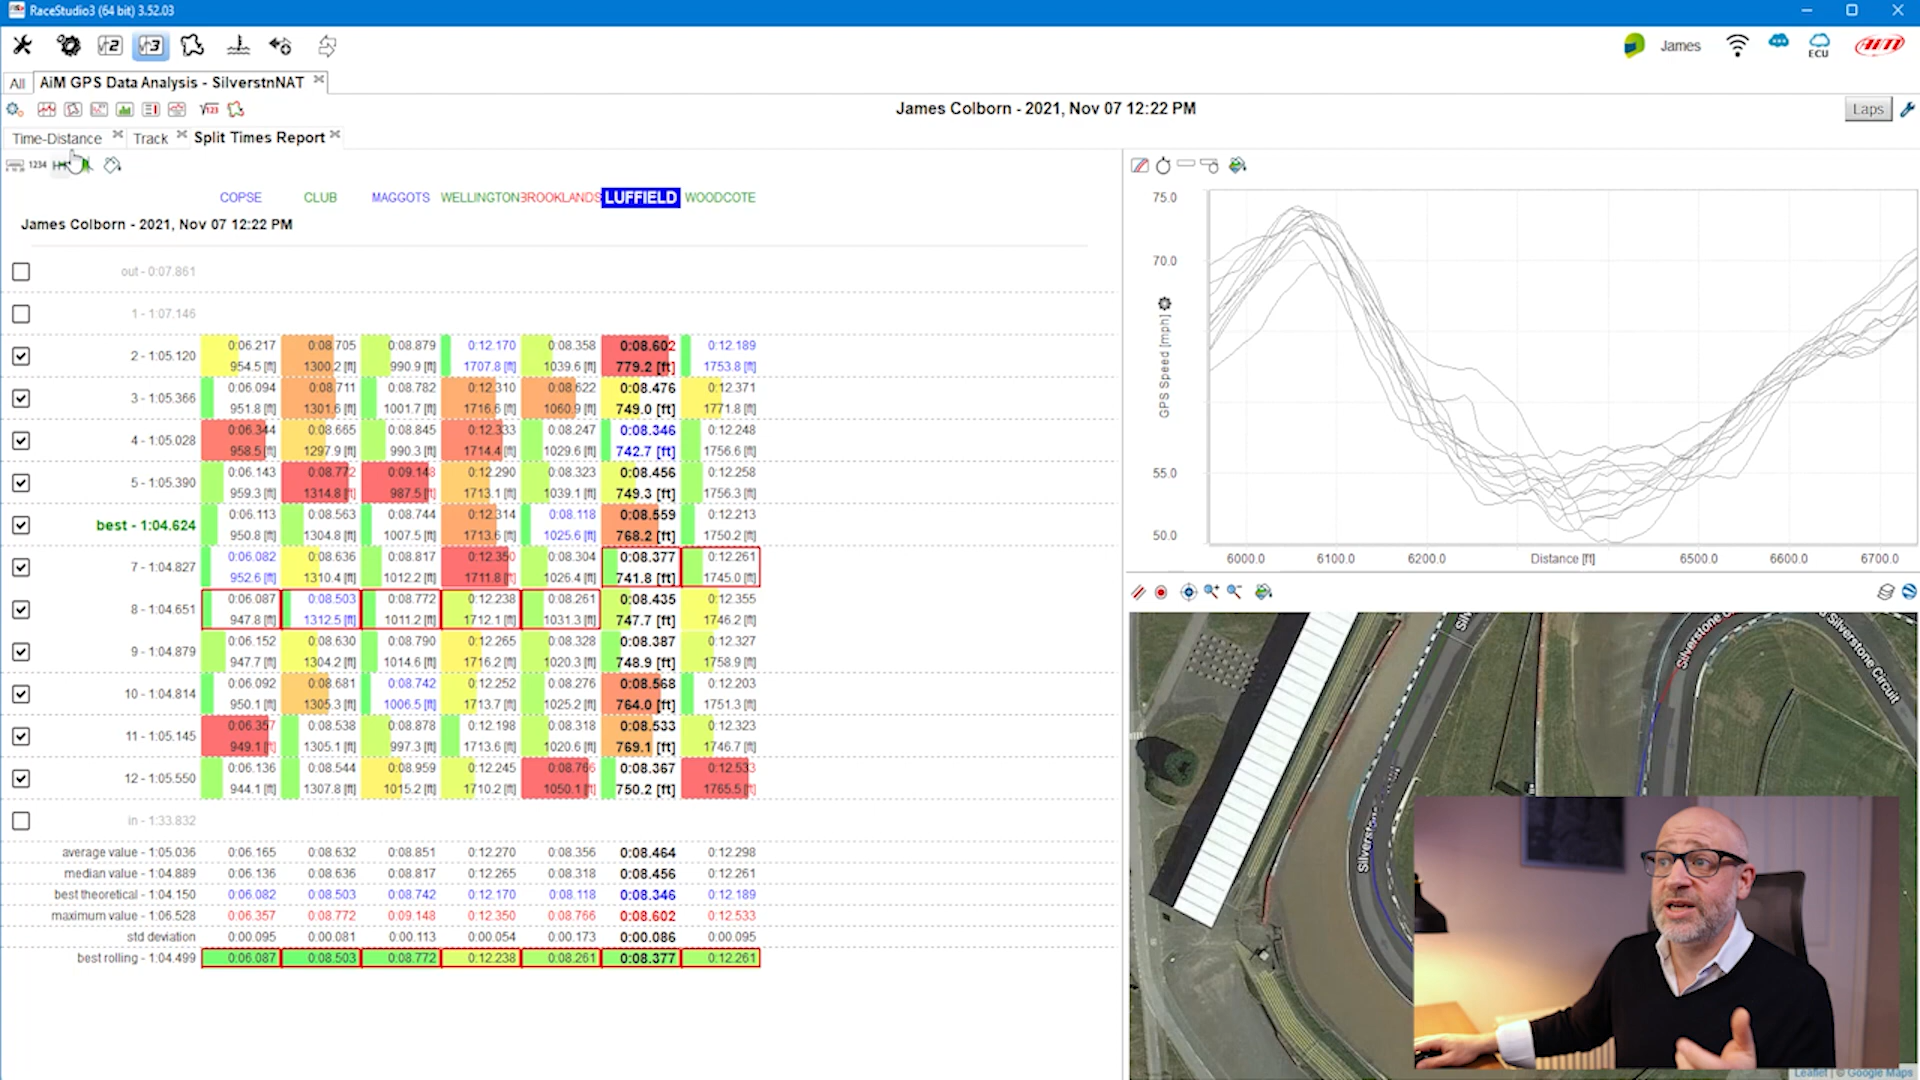 RaceStudio3 (64 bit) 3.52.03
James
ECU
AiM
All AiM GPS Data Analysis - SilverstnNAT
James Colborn - 2021, Nov 07 12:22 PM
Laps
Time-Distance Track Split Times Report
1234
COPSE CLUB MAGGOTS WELLINGTON BROOKLANDS LUFFIELD WOODCOTE
James Colborn - 2021, Nov 07 12:22 PM
out - 0:07.861
1 - 1:07.146
2 - 1:05.120 0:06.217 0:08.705 0:08.879 0:12.170 0:08.358 0:08.602 0:12.189
954.5 [ft] 1300.2 [ft] 990.9 [ft] 1707.8 [ft] 1039.6 [ft] 779.2 [ft] 1753.8 [ft]
3 - 1:05.366 0:06.094 0:08.711 0:08.782 0:12.310 0:08.622 0:08.476 0:12.371
951.8 [ft] 1301.6 [ft] 1001.7 [ft] 1716.6 [ft] 1060.9 [ft] 749.0 [ft] 1771.8 [ft]
4 - 1:05.028 0:06.344 0:08.665 0:08.845 0:12.333 0:08.247 0:08.346 0:12.248
958.5 [ft] 1297.9 [ft] 990.3 [ft] 1714.4 [ft] 1029.6 [ft] 742.7 [ft] 1756.6 [ft]
5 - 1:05.390 0:06.143 0:08.772 0:09.148 0:12.290 0:08.323 0:08.456 0:12.258
959.3 [ft] 1314.8 [ft] 987.5 [ft] 1713.1 [ft] 1039.1 [ft] 749.3 [ft] 1756.3 [ft]
best - 1:04.624 0:06.113 0:08.563 0:08.744 0:12.314 0:08.118 0:08.559 0:12.213
950.8 [ft] 1304.8 [ft] 1007.5 [ft] 1713.6 [ft] 1025.6 [ft] 768.2 [ft] 1750.2 [ft]
7 - 1:04.827 0:06.082 0:08.636 0:08.817 0:12.350 0:08.304 0:08.377 0:12.261
952.6 [ft] 1310.4 [ft] 1012.2 [ft] 1711.8 [ft] 1026.4 [ft] 741.8 [ft] 1745.0 [ft]
8 - 1:04.651 0:06.087 0:08.503 0:08.772 0:12.238 0:08.261 0:08.435 0:12.355
947.8 [ft] 1312.5 [ft] 1011.2 [ft] 1712.1 [ft] 1031.3 [ft] 747.7 [ft] 1746.2 [ft]
9 - 1:04.879 0:06.152 0:08.630 0:08.790 0:12.265 0:08.328 0:08.387 0:12.327
947.7 [ft] 1304.2 [ft] 1014.6 [ft] 1716.2 [ft] 1020.3 [ft] 748.9 [ft] 1758.9 [ft]
10 - 1:04.814 0:06.092 0:08.681 0:08.742 0:12.252 0:08.276 0:08.568 0:12.203
950.1 [ft] 1305.3 [ft] 1006.5 [ft] 1713.7 [ft] 1025.2 [ft] 764.0 [ft] 1751.3 [ft]
11 - 1:05.145 0:06.357 0:08.538 0:08.878 0:12.198 0:08.318 0:08.533 0:12.323
949.1 [ft] 1305.1 [ft] 997.3 [ft] 1713.6 [ft] 1020.6 [ft] 769.1 [ft] 1746.7 [ft]
12 - 1:05.550 0:06.136 0:08.544 0:08.959 0:12.245 0:08.766 0:08.367 0:12.533
944.1 [ft] 1307.8 [ft] 1015.2 [ft] 1710.2 [ft] 1050.1 [ft] 750.2 [ft] 1765.5 [ft]
in - 1:33.832
average value - 1:05.036 0:06.165 0:08.632 0:08.851 0:12.270 0:08.356 0:08.464 0:12.298
median value - 1:04.889 0:06.136 0:08.636 0:08.817 0:12.265 0:08.318 0:08.456 0:12.261
best theoretical - 1:04.150 0:06.082 0:08.503 0:08.742 0:12.170 0:08.118 0:08.346 0:12.189
maximum value - 1:06.528 0:06.357 0:08.772 0:09.148 0:12.350 0:08.766 0:08.602 0:12.533
std deviation 0:00.095 0:00.081 0:00.113 0:00.054 0:00.173 0:00.086 0:00.095
best rolling - 1:04.499 0:06.087 0:08.503 0:08.772 0:12.238 0:08.261 0:08.377 0:12.261
75.0
70.0
GPS Speed [mph]
55.0
50.0
6000.0 6100.0 6200.0 Distance [ft] 6500.0 6600.0 6700.0
Silverstone Circuit
Leaflet | © Google Maps